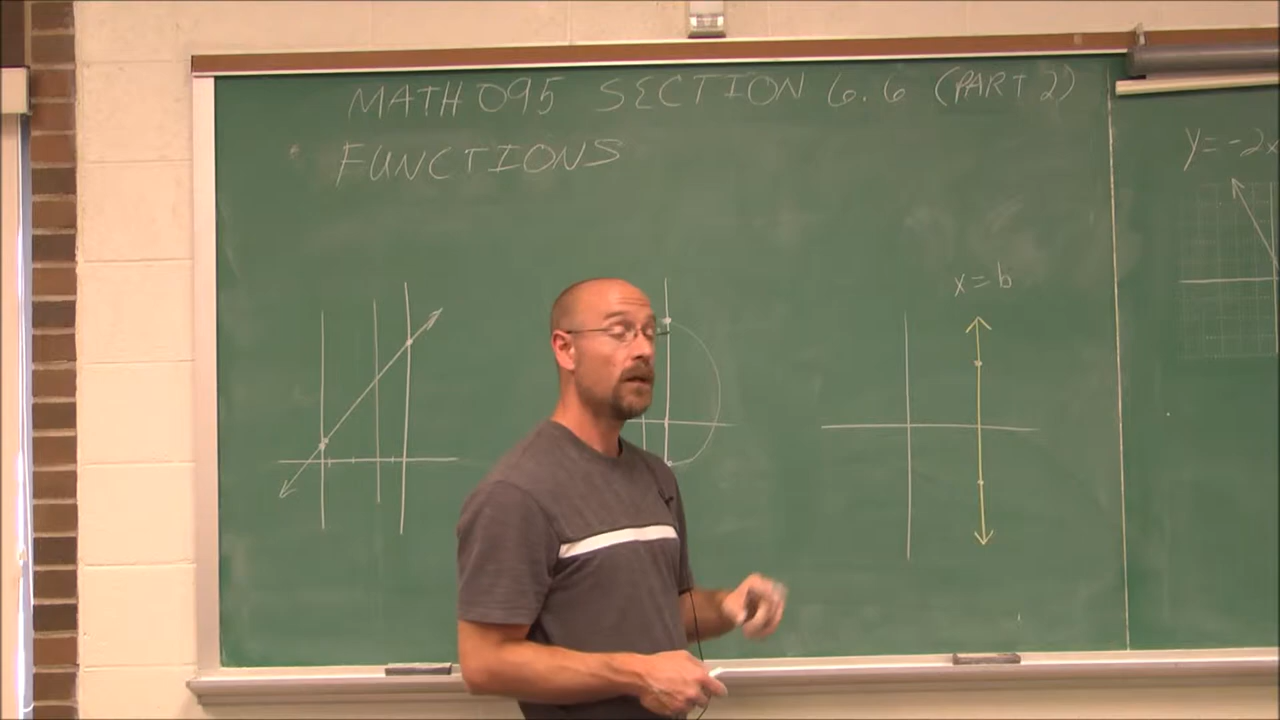 MATH 095 SECTION 6.6 (PART 2)
FUNCTIONS
y=-2x
x=b